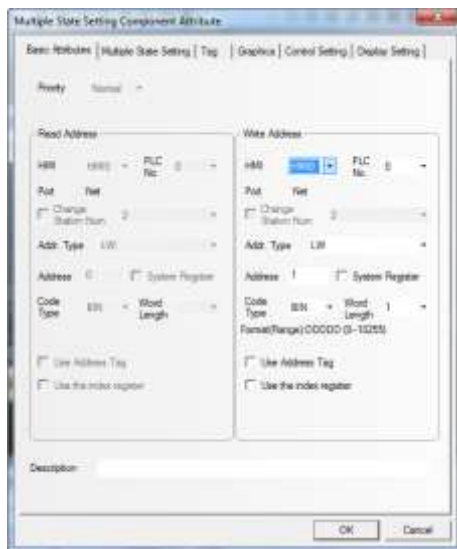 Multiple State Setting Component Attribute
Basic Attributes | Multiple State Setting | Tag | Graphics | Control Setting | Display Setting
Priority Normal
Read Address
HMI HMI0 PLC No. 0
Port Net
Change Station Num 2
Addr. Type LW
Address 0 System Register
Code Type BIN Word Length
Use Address Tag
Use the index register
Write Address
HMI HMI0 PLC No. 0
Port Net
Change Station Num 2
Addr. Type LW
Address 1 System Register
Code Type BIN Word Length 1
Format(Range):DDDDD (0~10255)
Use Address Tag
Use the index register
Description
OK Cancel